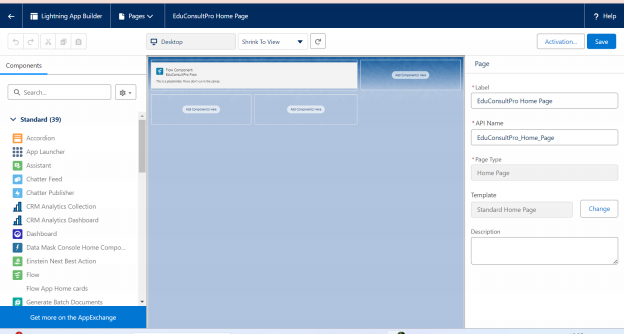 Lightning App Builder
Pages
EduConsultPro Home Page
? Help
Desktop
Shrink To View
Activation...
Save
Components
Search...
Standard (39)
Accordion
App Launcher
Assistant
Chatter Feed
Chatter Publisher
CRM Analytics Collection
CRM Analytics Dashboard
Dashboard
Data Mask Console Home Compo...
Einstein Next Best Action
Flow
Flow App Home cards
Generate Batch Documents
Get more on the AppExchange
Flow Component:
EduConsultPro Flow
This is a placeholder. Flows don't run in the canvas.
Add Component(s) Here
Add Component(s) Here
Add Component(s) Here
Page
*Label
EduConsultPro Home Page
*API Name
EduConsultPro_Home_Page
*Page Type
Home Page
Template
Standard Home Page
Change
Description